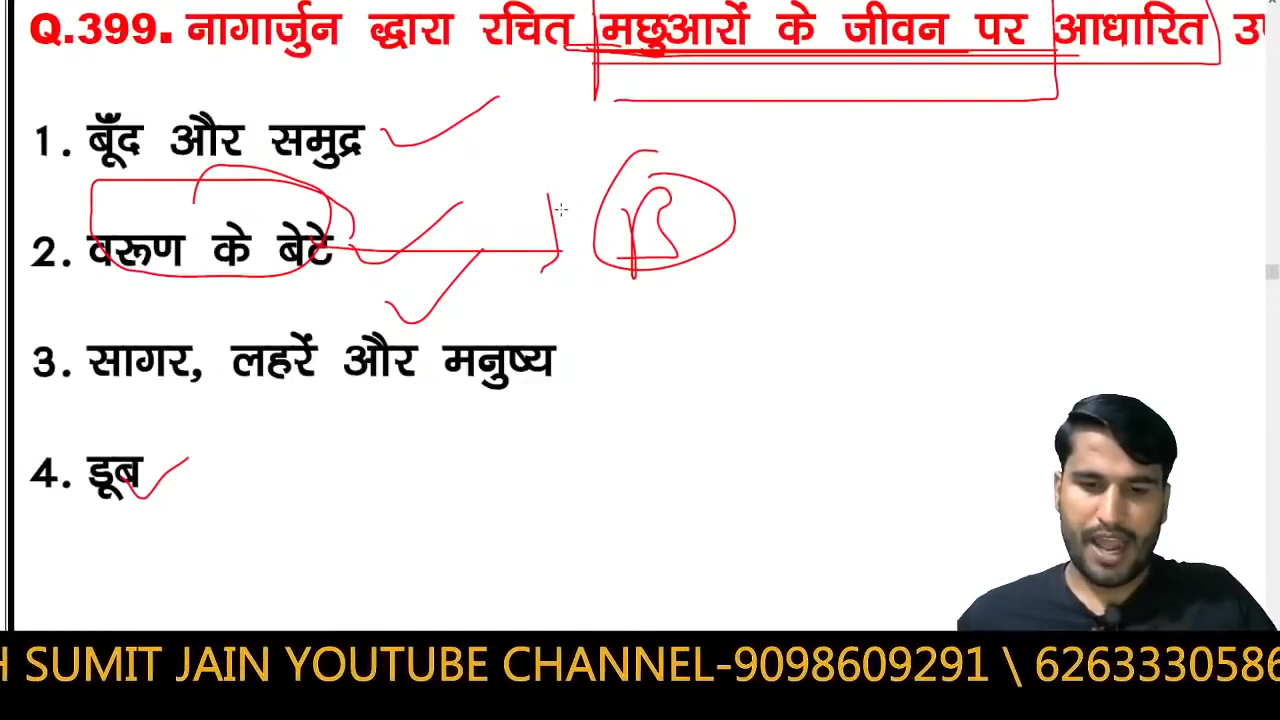 Q.399. नागार्जुन द्धारा रचित मछुआरों के जीवन पर आधारित
1. बूँद और समुद्र
2. वरूण के बेटे
B
3. सागर, लहरें और मनुष्य
4. डूब
SUMIT JAIN YOUTUBE CHANNEL-9098609291 \ 6263330586